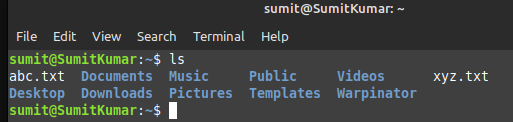 sumit@SumitKumar: ~
File Edit View Search Terminal Help
sumit@SumitKumar:~$ ls
abc.txt Documents Music Public Videos xyz.txt
Desktop Downloads Pictures Templates Warpinator
sumit@SumitKumar:~$